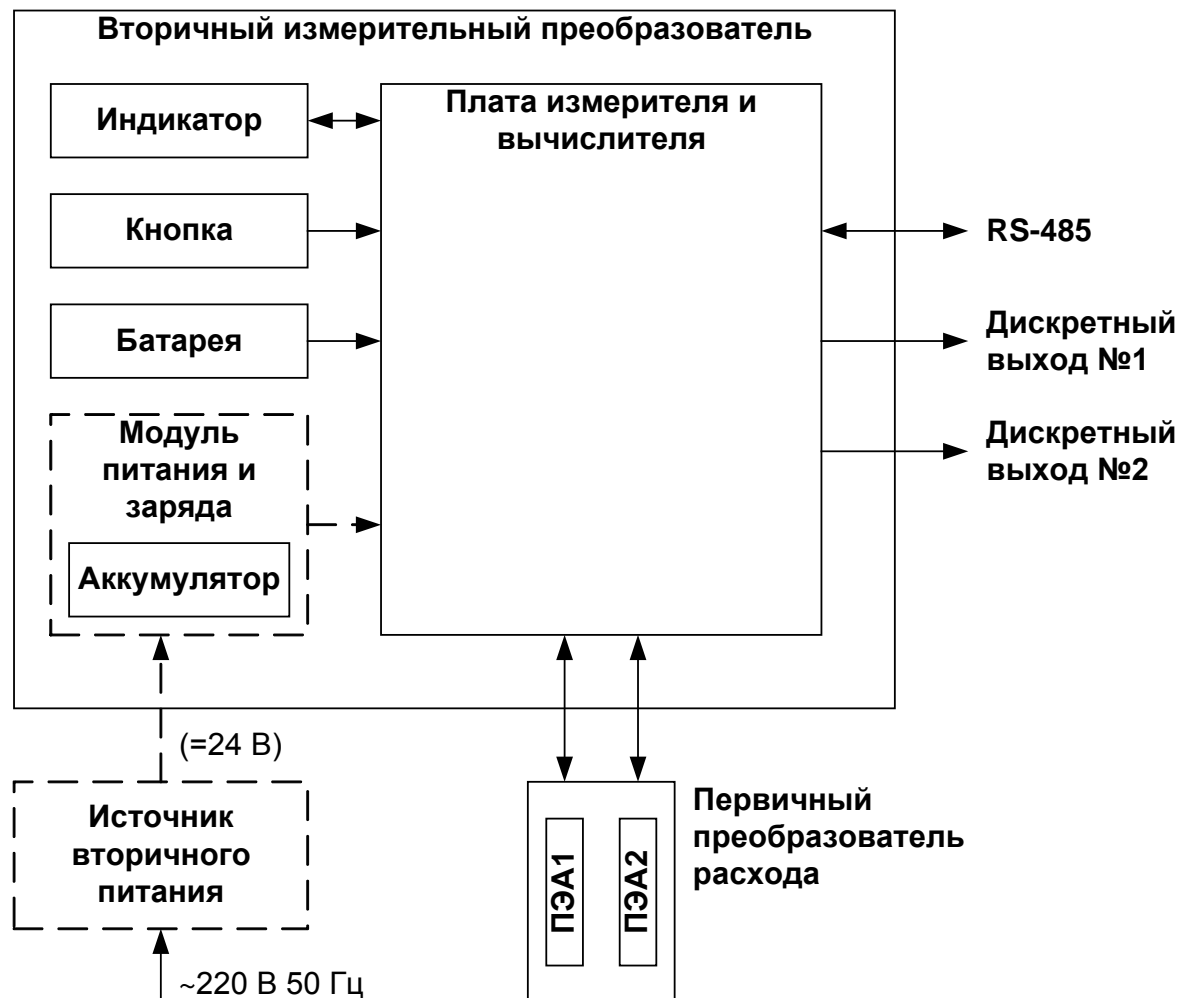 Вторичный измерительный преобразователь
Индикатор
Плата измерителя и
вычислителя
Кнопка
RS-485
Батарея
Дискретный
выход №1
Модуль
питания и
заряда
Дискретный
выход №2
Аккумулятор
(=24 В)
Источник
вторичного
питания
~220 В 50 Гц
ПЭА1
ПЭА2
Первичный
преобразователь
расхода